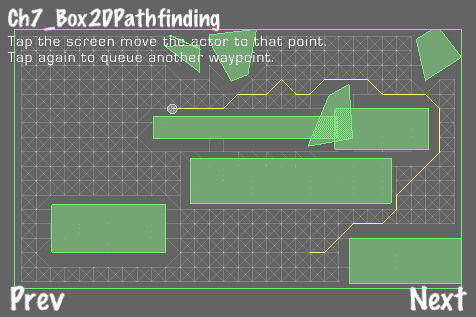 Ch7_Box2DPathfinding
Tap the screen move the actor to that point.
Tap again to queue another waypoint.
Prev
Next